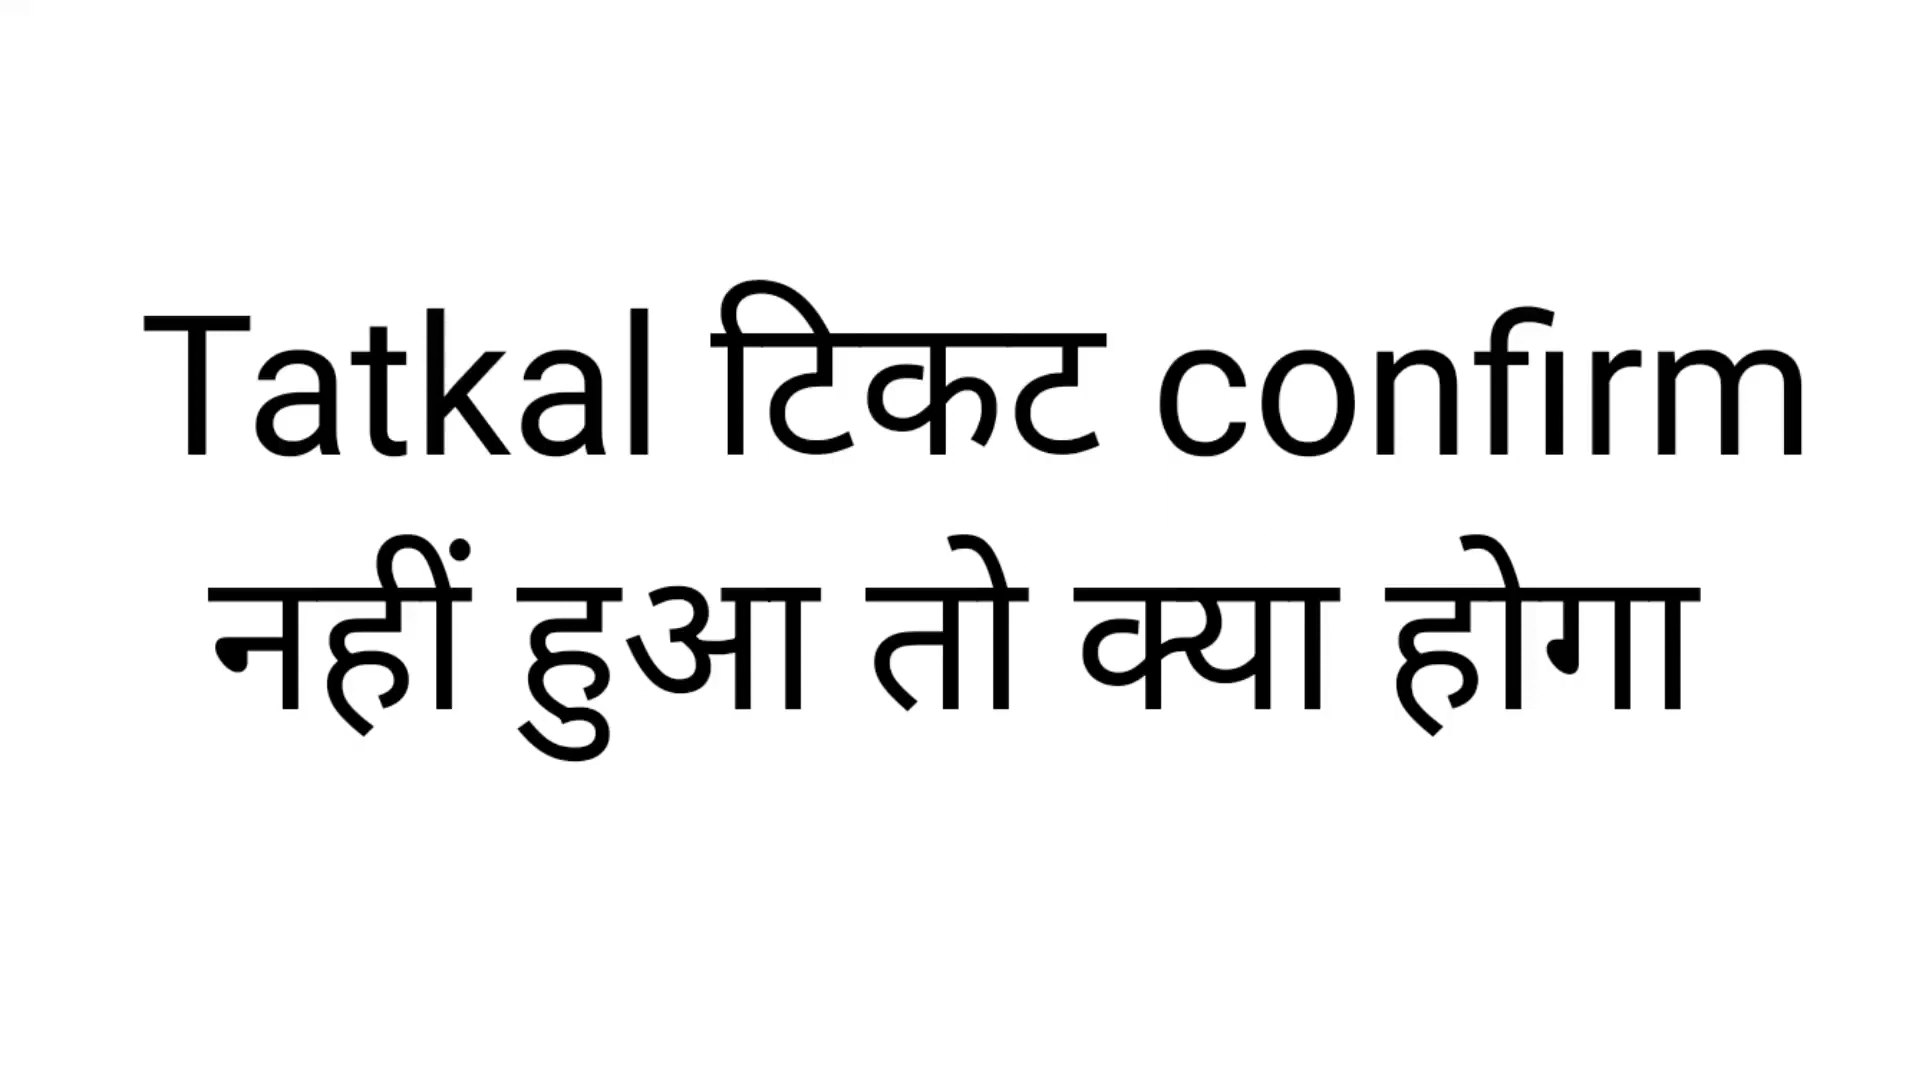 Tatkal टिकट confirm
नहीं हुआ तो क्या होगा